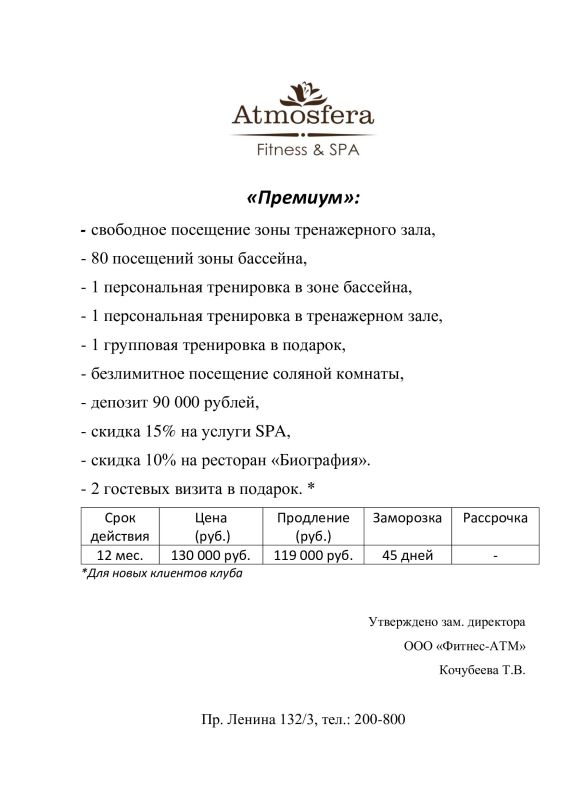 Atmosfera
Fitness & SPA
«Премиум»:
- свободное посещение зоны тренажерного зала,
- 80 посещений зоны бассейна,
- 1 персональная тренировка в зоне бассейна,
- 1 персональная тренировка в тренажерном зале,
- 1 групповая тренировка в подарок,
- безлимитное посещение соляной комнаты,
- депозит 90 000 рублей,
- скидка 15% на услуги SPA,
- скидка 10% на ресторан «Биография».
- 2 гостевых визита в подарок. *
Срок Цена Продление Заморозка Рассрочка
действия (руб.) (руб.)
12 мес. 130 000 руб. 119 000 руб. 45 дней -
*Для новых клиентов клуба
Утверждено зам. директора
ООО «Фитнес-АТМ»
Кочубеева Т.В.
Пр. Ленина 132/3, тел.: 200-800